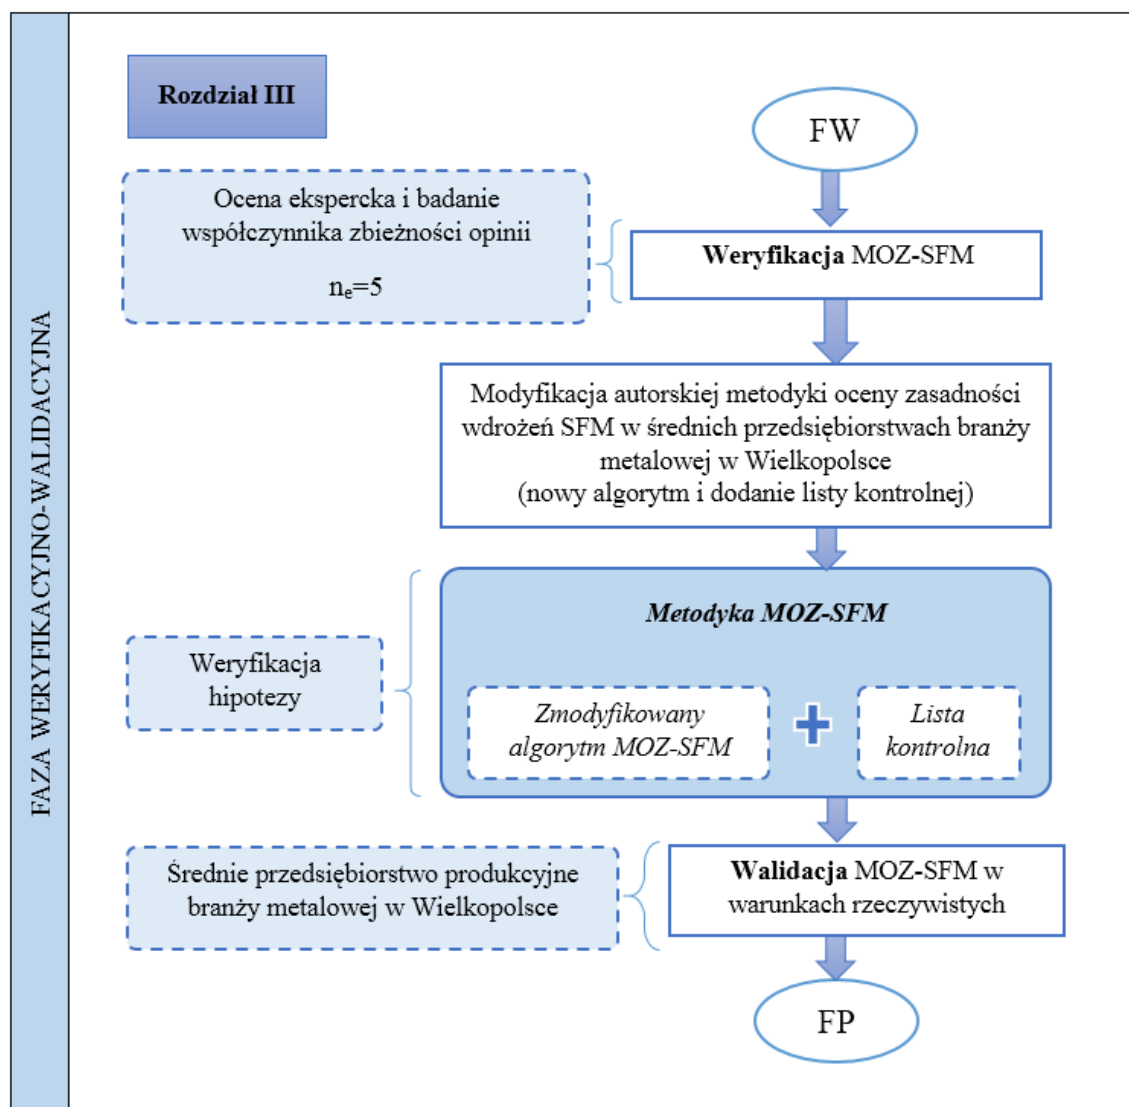 FAZA WERYFIKACYJNO-WALIDACYJNA
Rozdział III
FW
Ocena ekspercka i badanie
współczynnika zbieżności opinii
nₑ=5
Weryfikacja MOZ-SFM
Modyfikacja autorskiej metodyki oceny zasadności
wdrożeń SFM w średnich przedsiębiorstwach branży
metalowej w Wielkopolsce
(nowy algorytm i dodanie listy kontrolnej)
Metodyka MOZ-SFM
Weryfikacja
hipotezy
Zmodyfikowany
algorytm MOZ-SFM
Lista
kontrolna
Średnie przedsiębiorstwo produkcyjne
branży metalowej w Wielkopolsce
Walidacja MOZ-SFM w
warunkach rzeczywistych
FP